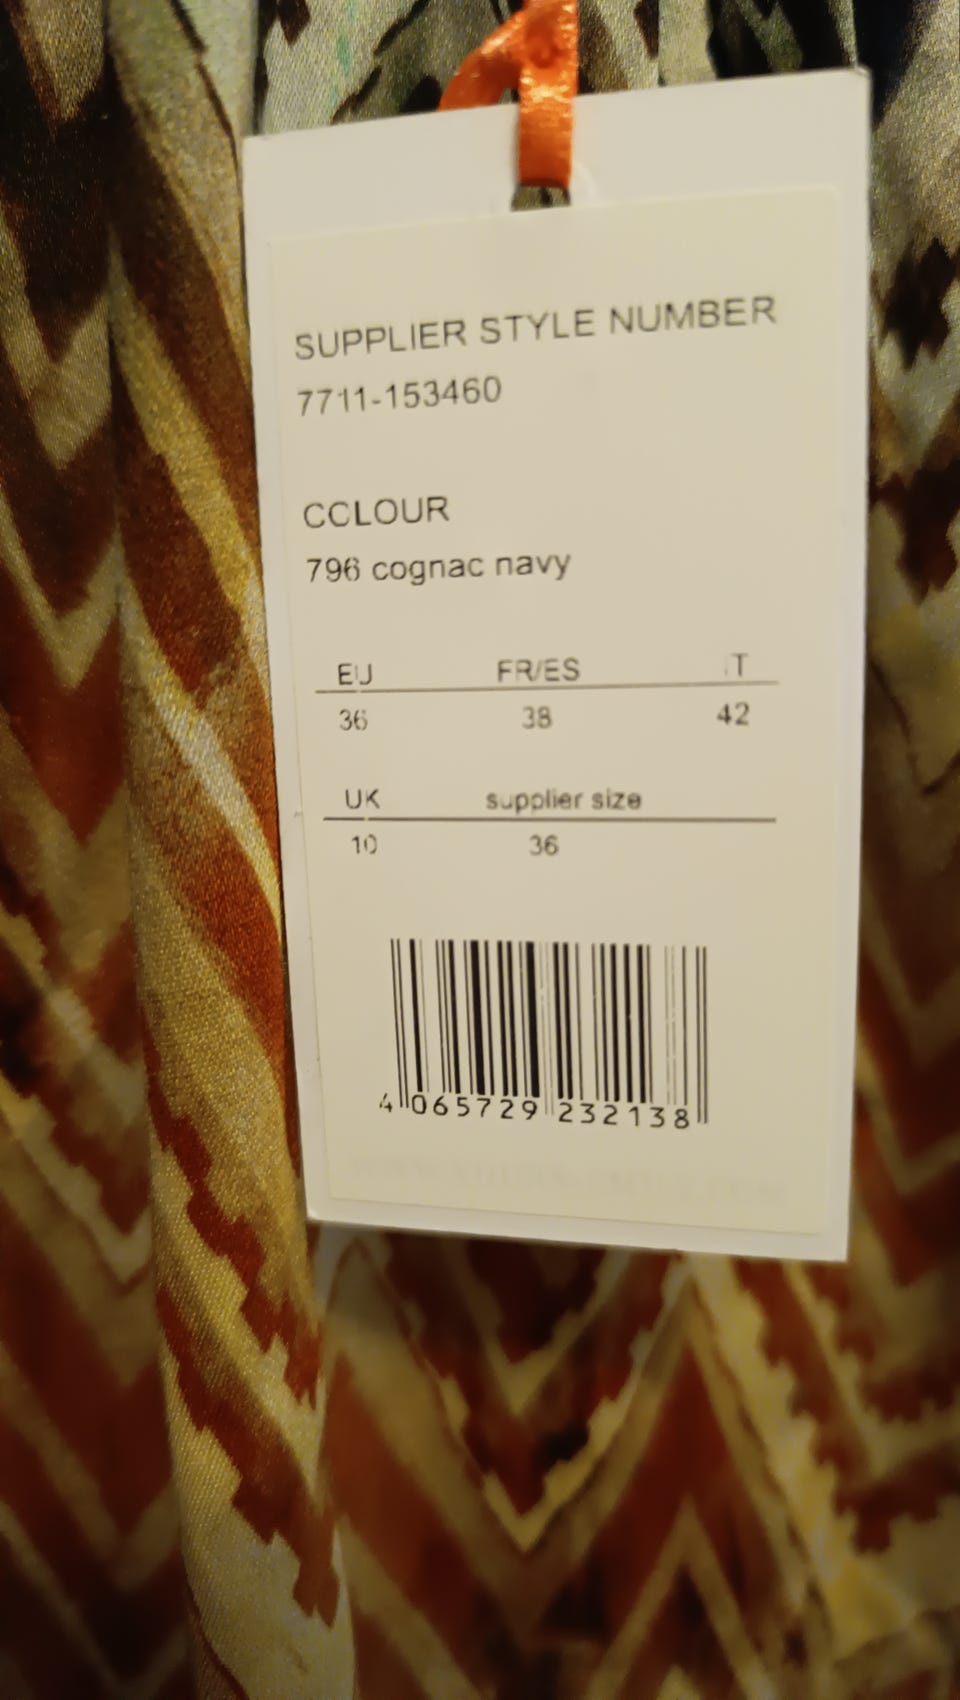 SUPPLIER STYLE NUMBER
7711-153460
COLOUR
796 cognac navy
EU FR/ES IT
36 38 42
UK supplier size
10 36
4 065729 232138